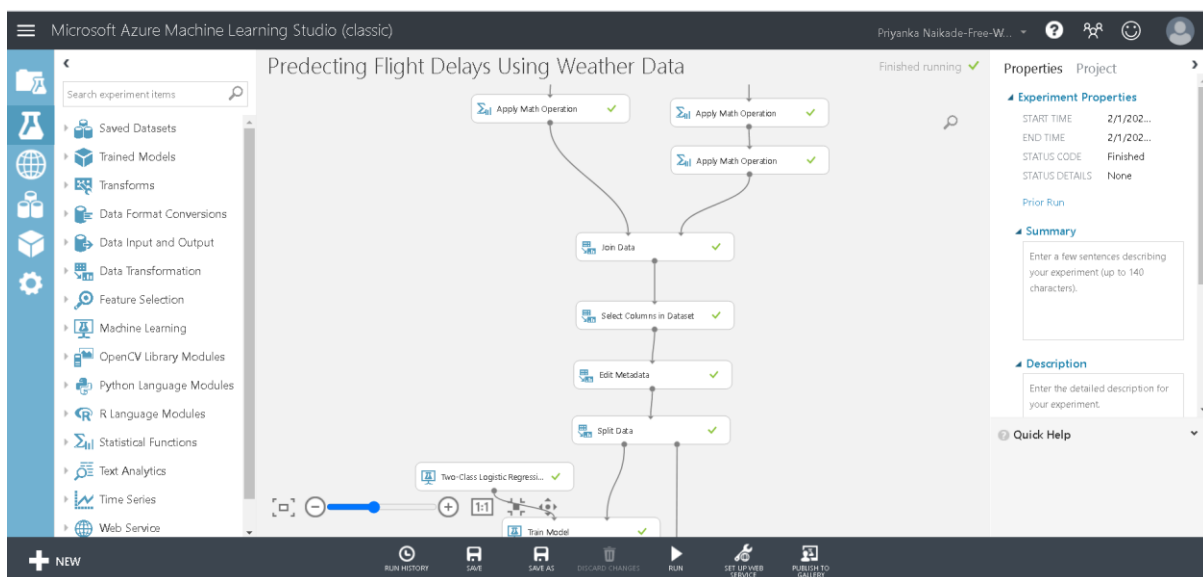 Microsoft Azure Machine Learning Studio (classic)
Priyanka Naikade-Free-W...
Search experiment items
Saved Datasets
Trained Models
Transforms
Data Format Conversions
Data Input and Output
Data Transformation
Feature Selection
Machine Learning
OpenCV Library Modules
Python Language Modules
R Language Modules
Statistical Functions
Text Analytics
Time Series
Web Service
Predecting Flight Delays Using Weather Data
Finished running
Apply Math Operation
Apply Math Operation
Apply Math Operation
Join Data
Select Columns in Dataset
Edit Metadata
Split Data
Two-Class Logistic Regressi...
1:1
Train Model
Properties Project
Experiment Properties
START TIME 2/1/202...
END TIME 2/1/202...
STATUS CODE Finished
STATUS DETAILS None
Prior Run
Summary
Enter a few sentences describing
your experiment (up to 140
characters).
Description
Enter the detailed description for
your experiment.
Quick Help
NEW
RUN HISTORY
SAVE
SAVE AS
DISCARD CHANGES
RUN
SET UP WEB
SERVICE
PUBLISH TO
GALLERY